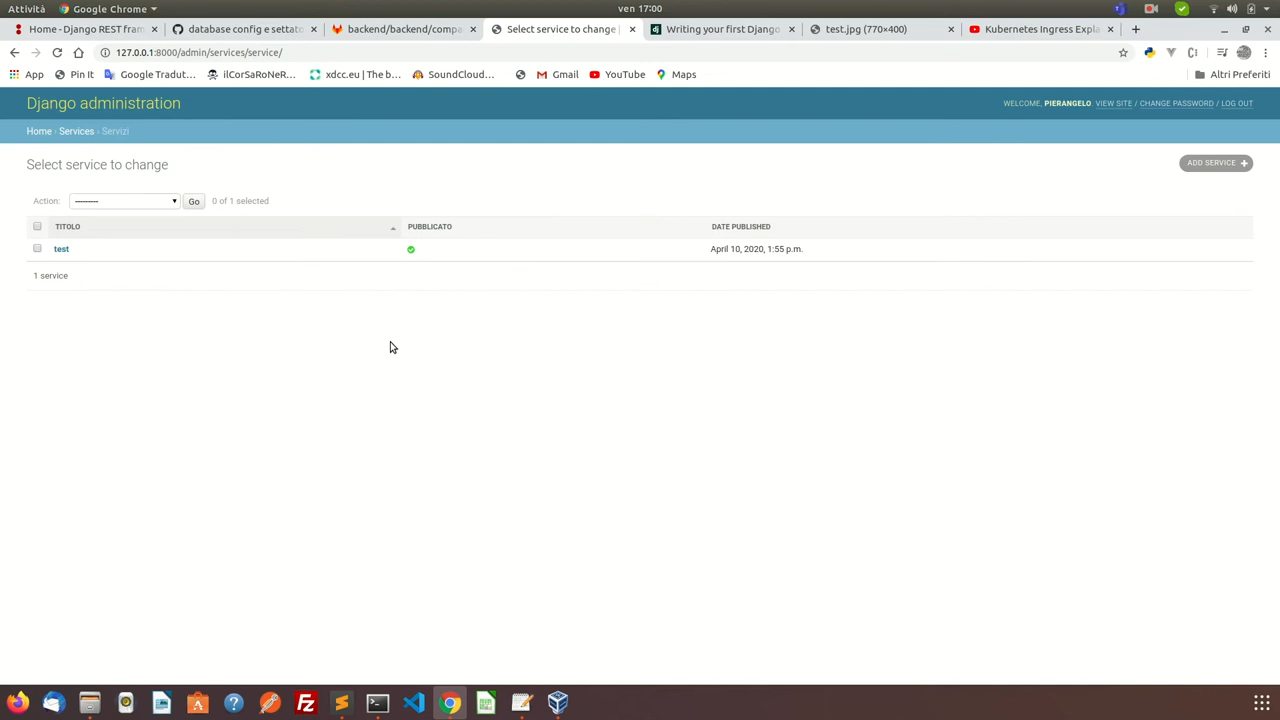 Attività
Google Chrome
ven 17:00
Home - Django REST fram
database config e settato
backend/backend/compa
Select service to change |
Writing your first Django
test.jpg (770×400)
Kubernetes Ingress Expla
127.0.0.1:8000/admin/services/service/
App
Pin It
Google Tradut...
ilCorSaRoNeR...
xdcc.eu | The b...
SoundCloud...
Gmail
YouTube
Maps
Altri Preferiti
Django administration
WELCOME, PIERANGELO. VIEW SITE / CHANGE PASSWORD / LOG OUT
Home › Services › Servizi
Select service to change
ADD SERVICE +
Action: --------- Go 0 of 1 selected
TITOLO PUBBLICATO DATE PUBLISHED
test April 10, 2020, 1:55 p.m.
1 service